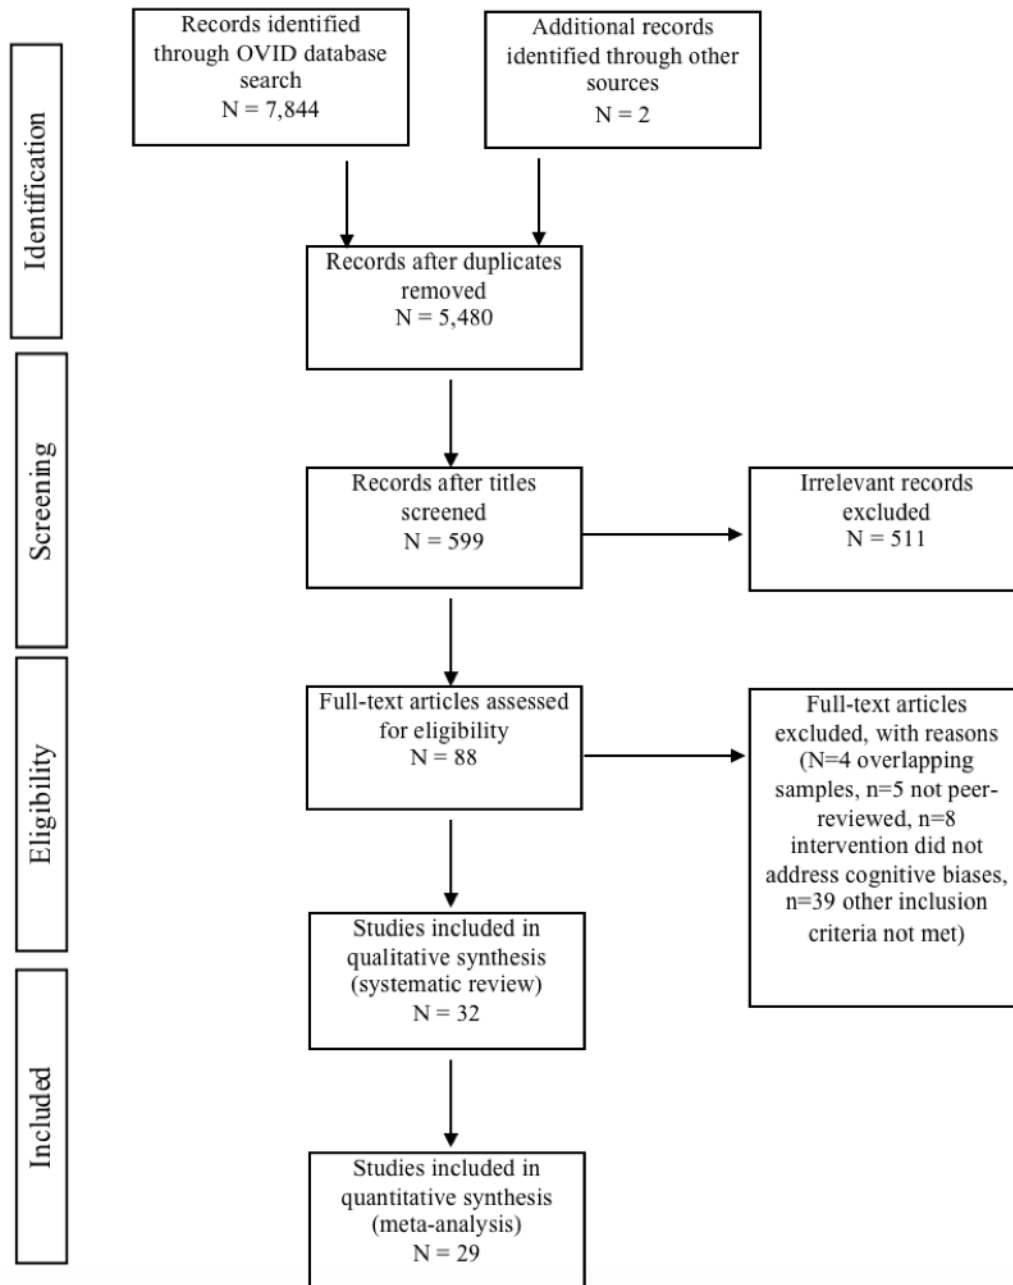 Records identified
through OVID database
search
N = 7,844
Additional records
identified through other
sources
N = 2
Identification
Records after duplicates
removed
N = 5,480
Screening
Records after titles
screened
N = 599
Irrelevant records
excluded
N = 511
Eligibility
Full-text articles assessed
for eligibility
N = 88
Full-text articles
excluded, with reasons
(N=4 overlapping
samples, n=5 not peer-
reviewed, n=8
intervention did not
address cognitive biases,
n=39 other inclusion
criteria not met)
Studies included in
qualitative synthesis
(systematic review)
N = 32
Included
Studies included in
quantitative synthesis
(meta-analysis)
N = 29